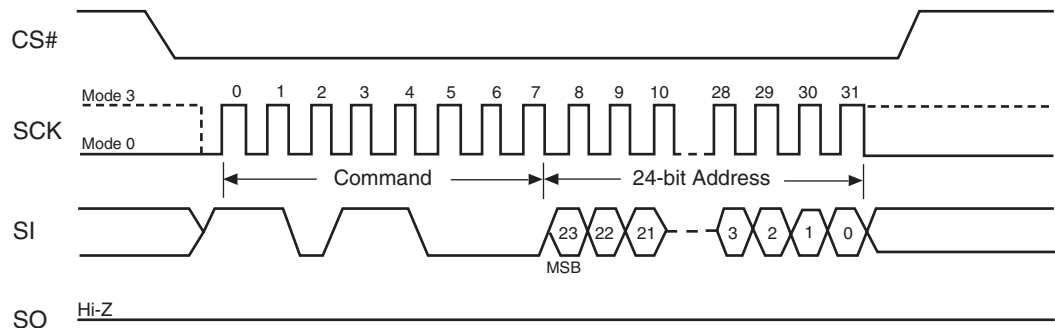 CS#
SCK
Mode 3
Mode 0
0 1 2 3 4 5 6 7 8 9 10 28 29 30 31
Command
24-bit Address
SI
23 22 21 3 2 1 0
MSB
SO
Hi-Z